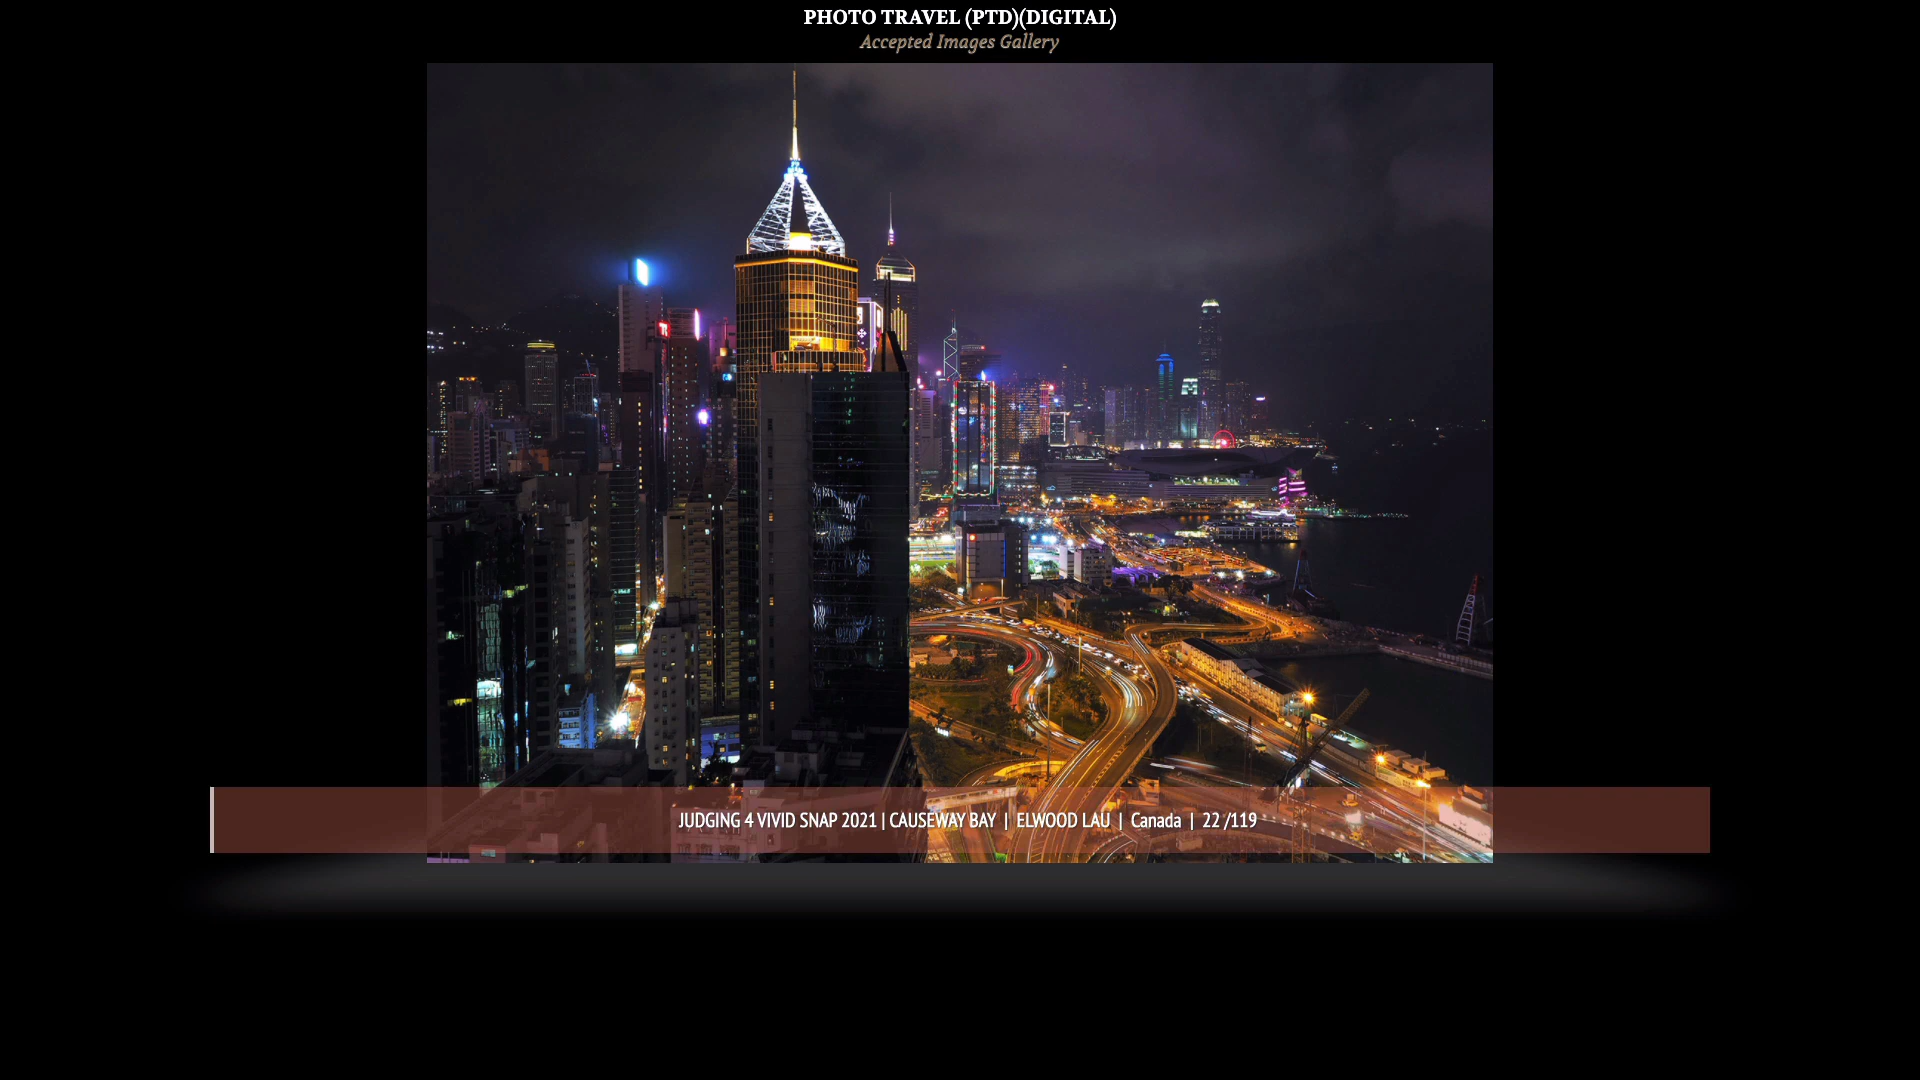 PHOTO TRAVEL (PTD)(DIGITAL)
Accepted Images Gallery
JUDGING 4 VIVID SNAP 2021 | CAUSEWAY BAY | ELWOOD LAU | Canada | 22 /119